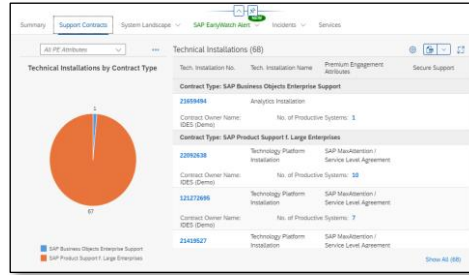 Summary Support Contracts System Landscape SAP EarlyWatch Alert NEW Incidents Services
All PE Attributes
Technical Installations by Contract Type
1
67
SAP Business Objects Enterprise Support
SAP Product Support f. Large Enterprises
Technical Installations (68)
Tech. Installation No. Tech. Installation Name Premium Engagement Attributes Secure Support
Contract Type: SAP Business Objects Enterprise Support
21659494 Analytics Installation
Contract Owner Name: No. of Productive Systems: 1
IDES (Demo)
Contract Type: SAP Product Support f. Large Enterprises
22092638 Technology Platform Installation SAP MaxAttention / Service Level Agreement
Contract Owner Name: No. of Productive Systems: 10
IDES (Demo)
121272695 Technology Platform Installation SAP MaxAttention / Service Level Agreement
Contract Owner Name: No. of Productive Systems: 7
IDES (Demo)
21419527 Technology Platform Installation SAP MaxAttention / Service Level Agreement
Show All (68)